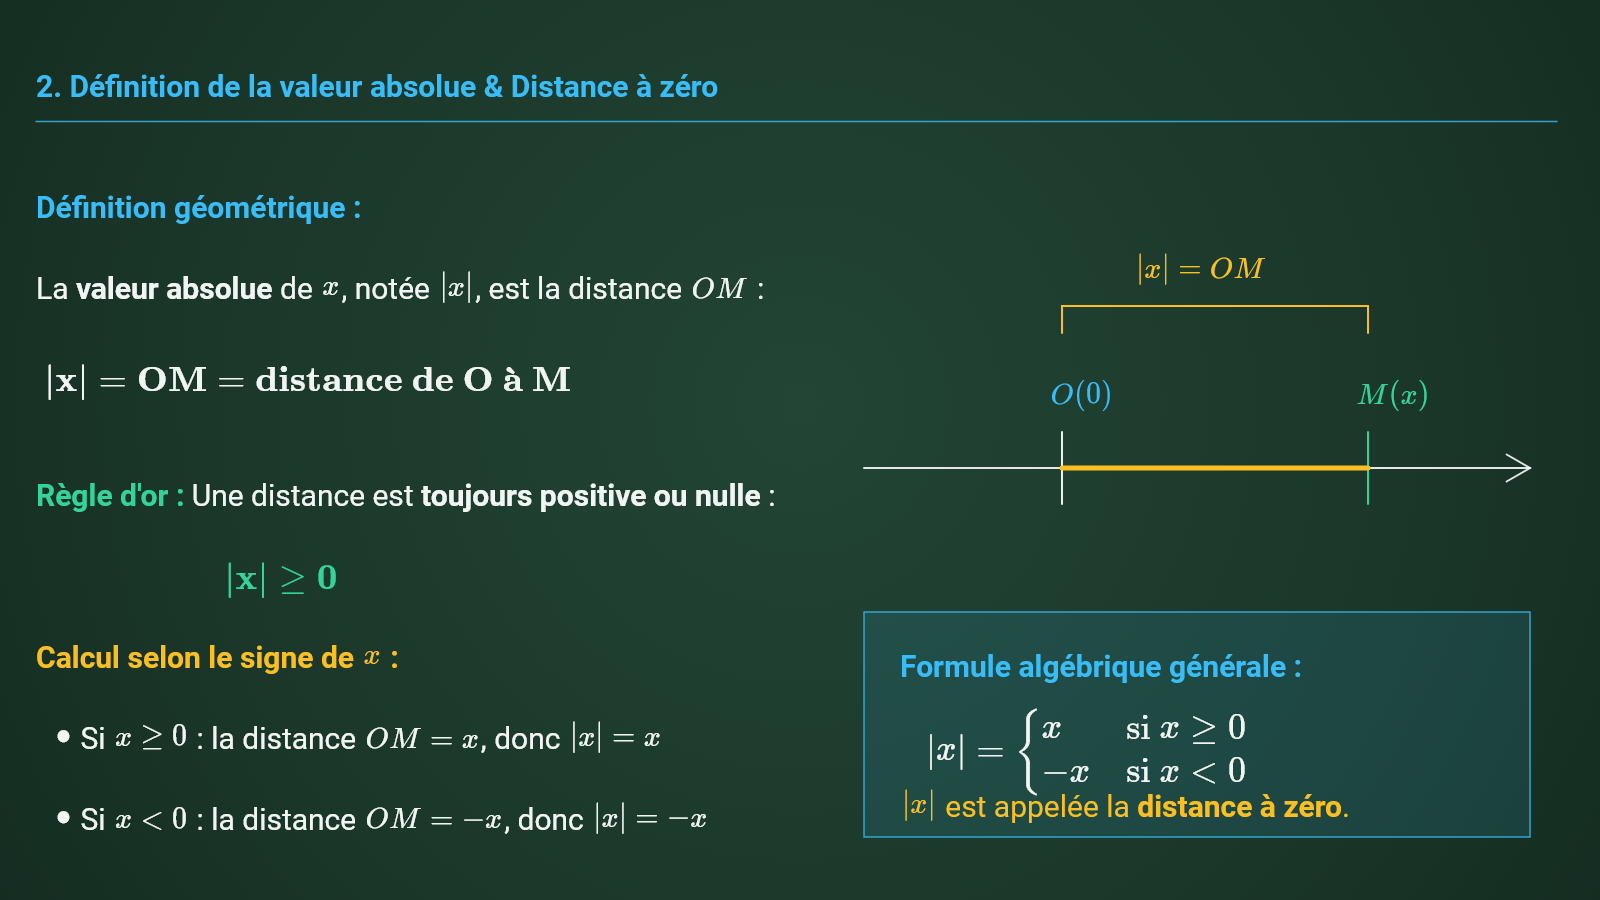 2. Définition de la valeur absolue & Distance à zéro
Définition géométrique :
La valeur absolue de x, notée |x|, est la distance OM :
|x| = OM = distance de O à M
Règle d'or : Une distance est toujours positive ou nulle :
|x| ≥ 0
Calcul selon le signe de x :
• Si x ≥ 0 : la distance OM = x, donc |x| = x
• Si x < 0 : la distance OM = −x, donc |x| = −x
|x| = OM
O(0)
M(x)
Formule algébrique générale :
|x| = { x si x ≥ 0
−x si x < 0
|x| est appelée la distance à zéro.